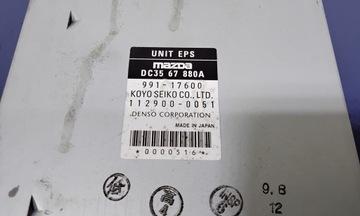 UNIT EPS
mazda
DC35 67 880A
991-17600
KOYO SEIKO CO., LTD.
112900-0051
DENSO CORPORATION
MADE IN JAPAN
*0000516*
9.8
12